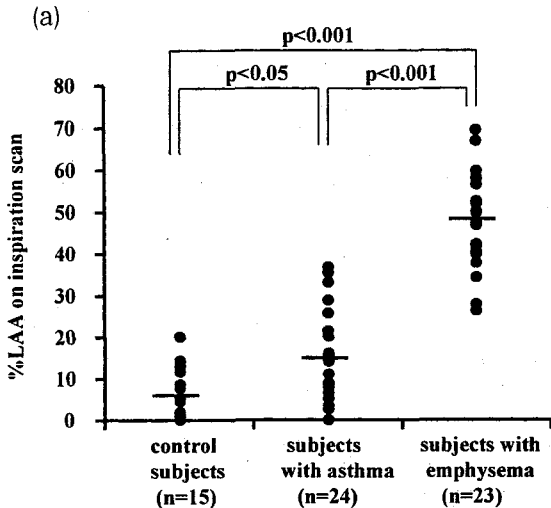 (a)
p<0.001
p<0.05
p<0.001
%LAA on inspiration scan
80
70
60
50
40
30
20
10
0
control
subjects
(n=15)
subjects
with asthma
(n=24)
subjects with
emphysema
(n=23)